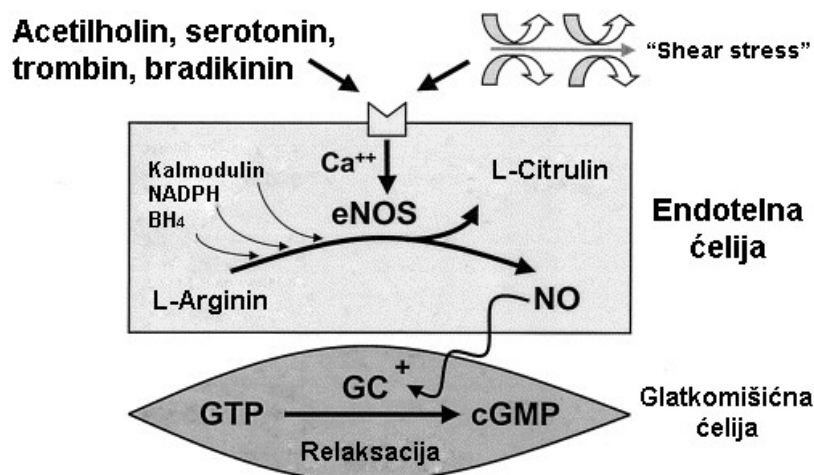 Acetilholin, serotonin,
trombin, bradikinin
“Shear stress”
Ca++
Kalmodulin
NADPH
BH4
eNOS
L-Citrulin
L-Arginin
NO
Endotelna
ćelija
GC +
GTP
cGMP
Relaksacija
Glatkomišićna
ćelija